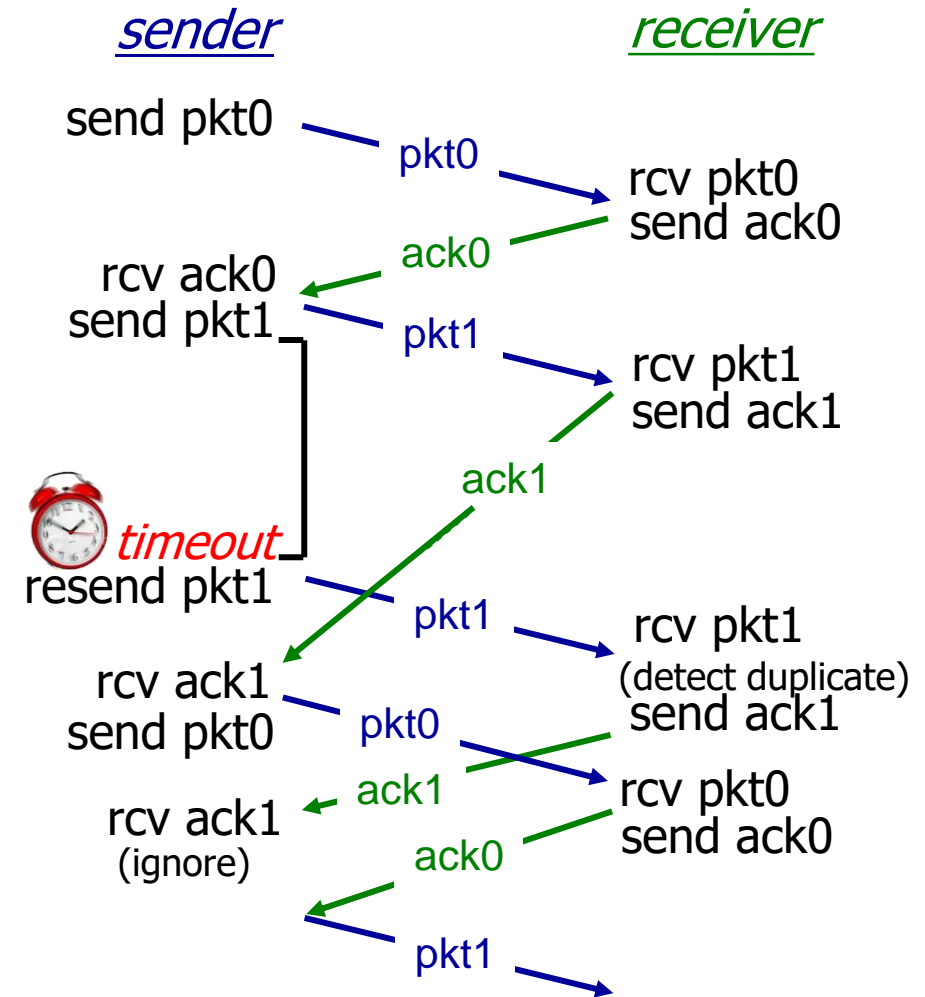 sender
receiver
send pkt0
pkt0
rcv pkt0
send ack0
ack0
rcv ack0
send pkt1
pkt1
rcv pkt1
send ack1
ack1
timeout
resend pkt1
pkt1
rcv pkt1
(detect duplicate)
send ack1
rcv ack1
send pkt0
pkt0
ack1
rcv pkt0
send ack0
rcv ack1
(ignore)
ack0
pkt1